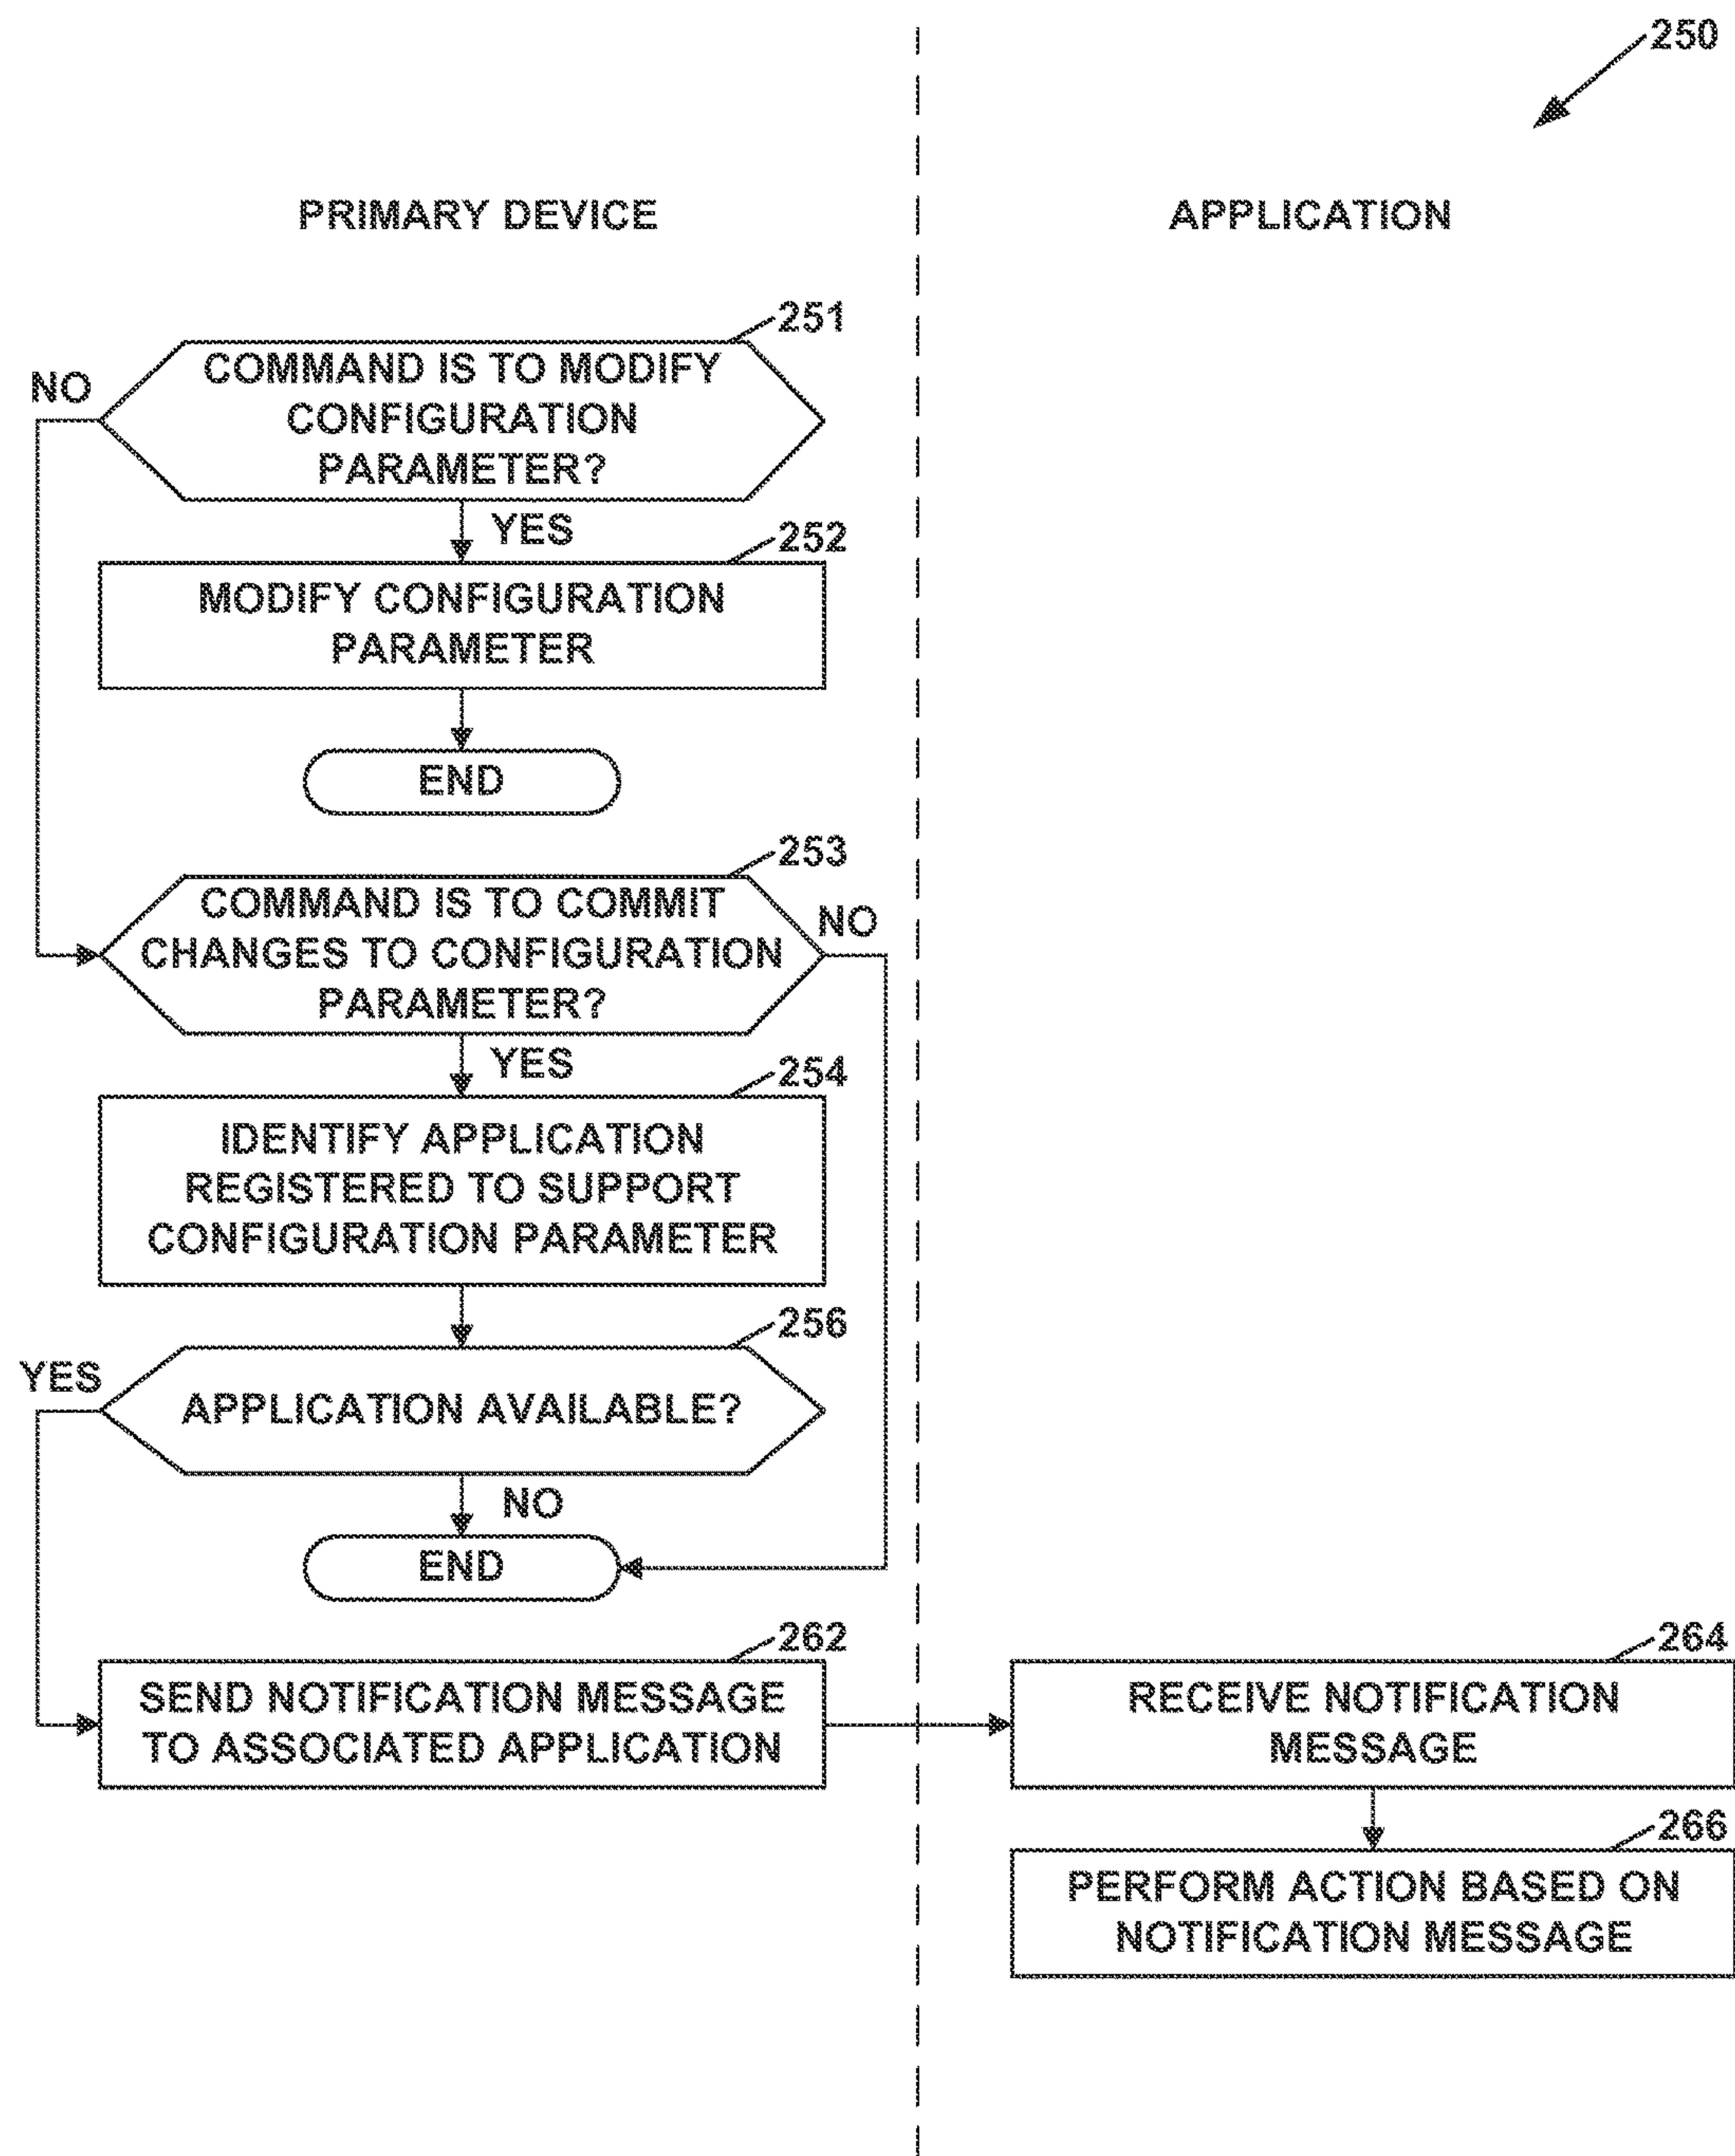 250
PRIMARY DEVICE
APPLICATION
251
COMMAND IS TO MODIFY
CONFIGURATION
PARAMETER?
NO
YES
252
MODIFY CONFIGURATION
PARAMETER
END
253
COMMAND IS TO COMMIT
CHANGES TO CONFIGURATION
PARAMETER?
NO
YES
254
IDENTIFY APPLICATION
REGISTERED TO SUPPORT
CONFIGURATION PARAMETER
256
YES
APPLICATION AVAILABLE?
NO
END
262
SEND NOTIFICATION MESSAGE
TO ASSOCIATED APPLICATION
264
RECEIVE NOTIFICATION
MESSAGE
266
PERFORM ACTION BASED ON
NOTIFICATION MESSAGE